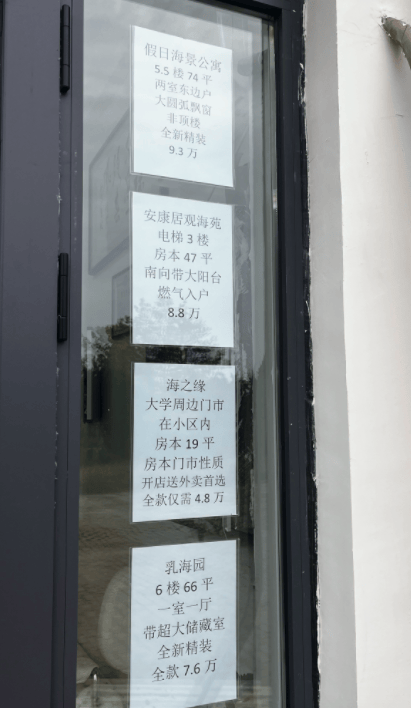 假日海景公寓
5.5 楼 74 平
两室东边户
大圆弧飘窗
非顶楼
全新精装
9.3 万
安康居观海苑
电梯 3 楼
房本 47 平
南向带大阳台
燃气入户
8.8 万
海之缘
大学周边门市
在小区内
房本 19 平
房本门市性质
开店送外卖首选
全款仅需 4.8 万
乳海园
6 楼 66 平
一室一厅
带超大储藏室
全新精装
全款 7.6 万